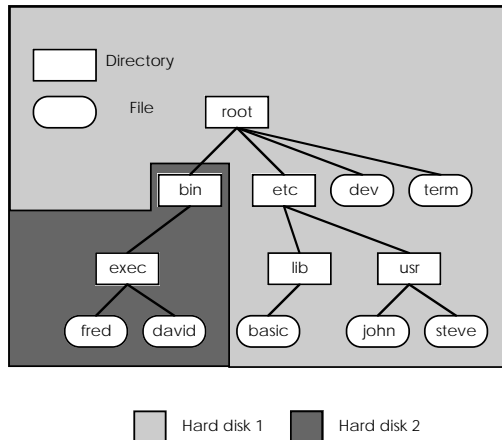 Directory
File
root
bin etc dev term
exec lib usr
fred david basic john steve
Hard disk 1 Hard disk 2